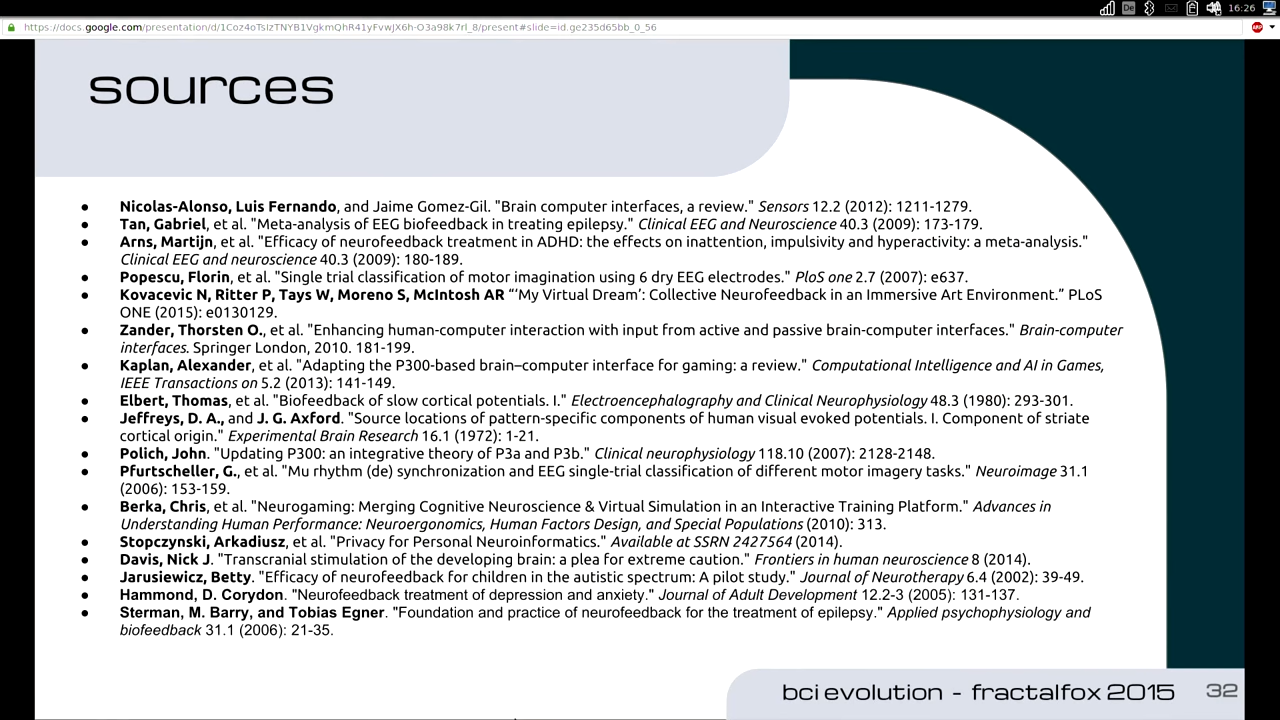 De
16:26
sources
● Nicolas-Alonso, Luis Fernando, and Jaime Gomez-Gil. "Brain computer interfaces, a review." Sensors 12.2 (2012): 1211-1279.
● Tan, Gabriel, et al. "Meta-analysis of EEG biofeedback in treating epilepsy." Clinical EEG and Neuroscience 40.3 (2009): 173-179.
● Arns, Martijn, et al. "Efficacy of neurofeedback treatment in ADHD: the effects on inattention, impulsivity and hyperactivity: a meta-analysis."
Clinical EEG and neuroscience 40.3 (2009): 180-189.
● Popescu, Florin, et al. "Single trial classification of motor imagination using 6 dry EEG electrodes." PloS one 2.7 (2007): e637.
● Kovacevic N, Ritter P, Tays W, Moreno S, McIntosh AR “‘My Virtual Dream’: Collective Neurofeedback in an Immersive Art Environment.” PLoS
ONE (2015): e0130129.
● Zander, Thorsten O., et al. "Enhancing human-computer interaction with input from active and passive brain-computer interfaces." Brain-computer
interfaces. Springer London, 2010. 181-199.
● Kaplan, Alexander, et al. "Adapting the P300-based brain–computer interface for gaming: a review." Computational Intelligence and AI in Games,
IEEE Transactions on 5.2 (2013): 141-149.
● Elbert, Thomas, et al. "Biofeedback of slow cortical potentials. I." Electroencephalography and Clinical Neurophysiology 48.3 (1980): 293-301.
● Jeffreys, D. A., and J. G. Axford. "Source locations of pattern-specific components of human visual evoked potentials. I. Component of striate
cortical origin." Experimental Brain Research 16.1 (1972): 1-21.
● Polich, John. "Updating P300: an integrative theory of P3a and P3b." Clinical neurophysiology 118.10 (2007): 2128-2148.
● Pfurtscheller, G., et al. "Mu rhythm (de) synchronization and EEG single-trial classification of different motor imagery tasks." Neuroimage 31.1
(2006): 153-159.
● Berka, Chris, et al. "Neurogaming: Merging Cognitive Neuroscience & Virtual Simulation in an Interactive Training Platform." Advances in
Understanding Human Performance: Neuroergonomics, Human Factors Design, and Special Populations (2010): 313.
● Stopczynski, Arkadiusz, et al. "Privacy for Personal Neuroinformatics." Available at SSRN 2427564 (2014).
● Davis, Nick J. "Transcranial stimulation of the developing brain: a plea for extreme caution." Frontiers in human neuroscience 8 (2014).
● Jarusiewicz, Betty. "Efficacy of neurofeedback for children in the autistic spectrum: A pilot study." Journal of Neurotherapy 6.4 (2002): 39-49.
● Hammond, D. Corydon. "Neurofeedback treatment of depression and anxiety." Journal of Adult Development 12.2-3 (2005): 131-137.
● Sterman, M. Barry, and Tobias Egner. "Foundation and practice of neurofeedback for the treatment of epilepsy." Applied psychophysiology and
biofeedback 31.1 (2006): 21-35.
bci evolution - fractalfox 2015 32